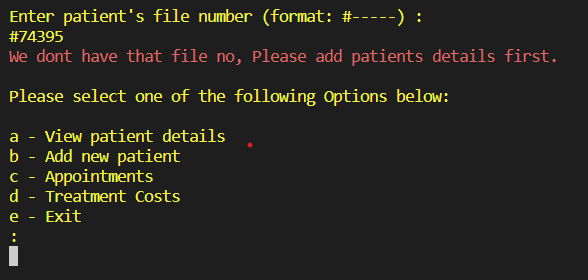 Enter patient's file number (format: #-----) :
#74395
We dont have that file no, Please add patients details first.
Please select one of the following Options below:
a - View patient details
b - Add new patient
c - Appointments
d - Treatment Costs
e - Exit
: